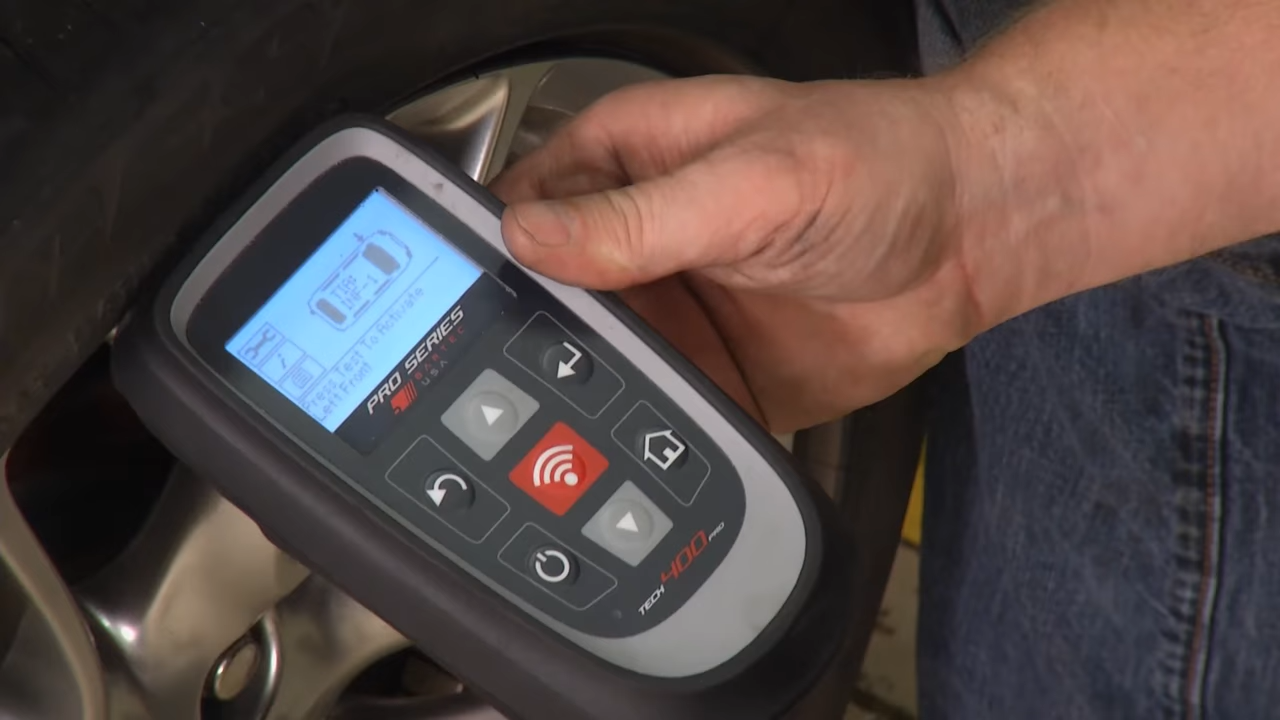 Press Test To Activate
Left Front
PRO SERIES
BARTEC
USA
TECH400PRO